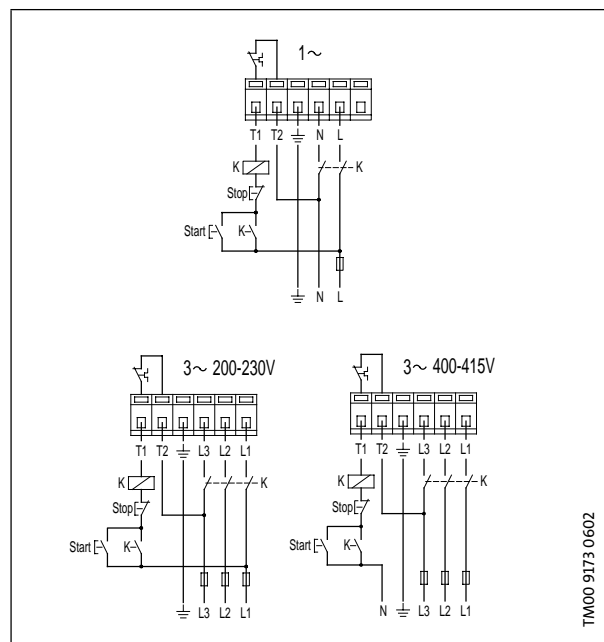 1~
T1 T2 N L
K K
Stop
Start K
N L
3~ 200-230V
T1 T2 L3 L2 L1
K K
Stop
Start K
L3 L2 L1
3~ 400-415V
T1 T2 L3 L2 L1
K K
Stop
Start K
N L3 L2 L1
TM00 9173 0602